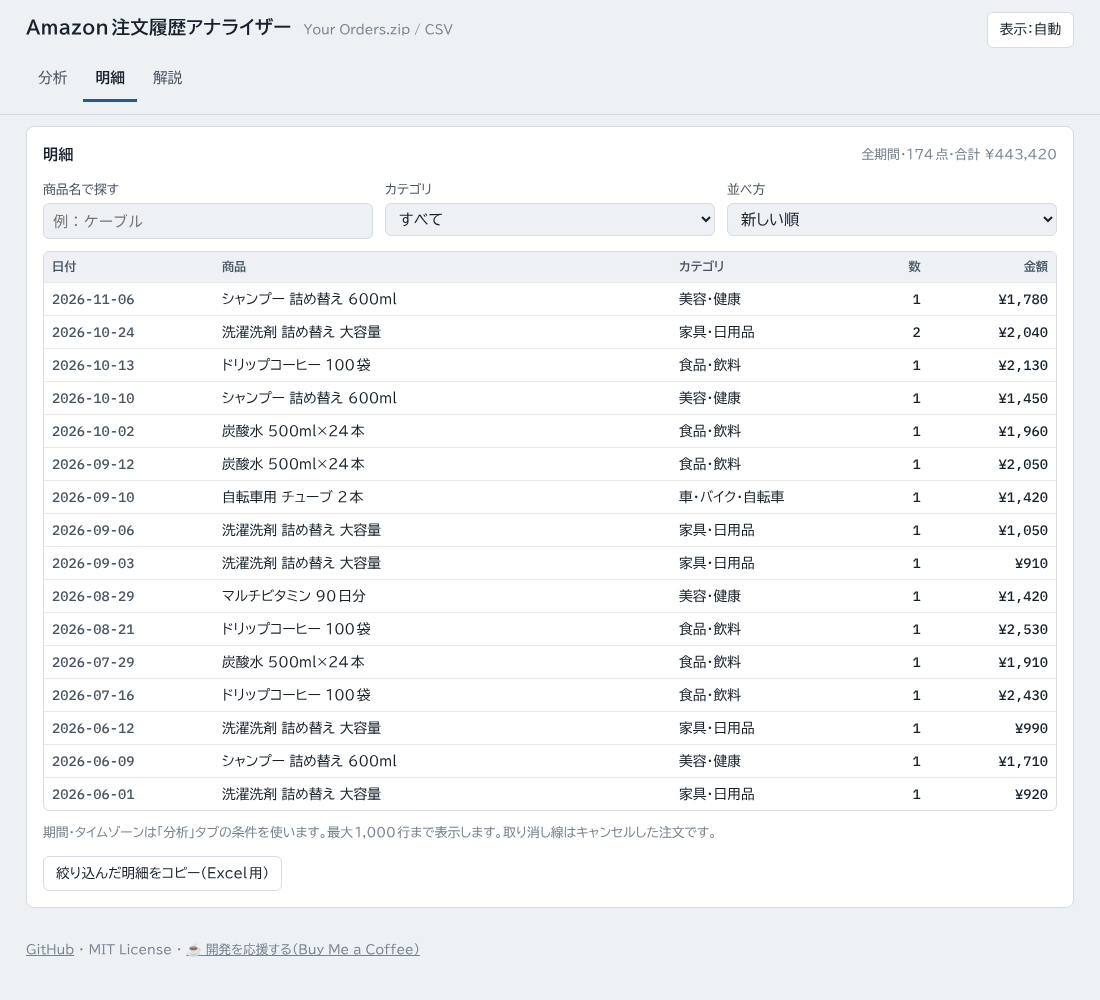 Amazon注文履歴アナライザー Your Orders.zip / CSV
表示:自動
分析 明細 解説
明細
全期間・174点・合計 ¥443,420
商品名で探す カテゴリ 並べ方
例：ケーブル すべて 新しい順
日付 商品 カテゴリ 数 金額
2026-11-06 シャンプー 詰め替え 600ml 美容・健康 1 ¥1,780
2026-10-24 洗濯洗剤 詰め替え 大容量 家具・日用品 2 ¥2,040
2026-10-13 ドリップコーヒー 100袋 食品・飲料 1 ¥2,130
2026-10-10 シャンプー 詰め替え 600ml 美容・健康 1 ¥1,450
2026-10-02 炭酸水 500ml×24本 食品・飲料 1 ¥1,960
2026-09-12 炭酸水 500ml×24本 食品・飲料 1 ¥2,050
2026-09-10 自転車用 チューブ 2本 車・バイク・自転車 1 ¥1,420
2026-09-06 洗濯洗剤 詰め替え 大容量 家具・日用品 1 ¥1,050
2026-09-03 洗濯洗剤 詰め替え 大容量 家具・日用品 1 ¥910
2026-08-29 マルチビタミン 90日分 美容・健康 1 ¥1,420
2026-08-21 ドリップコーヒー 100袋 食品・飲料 1 ¥2,530
2026-07-29 炭酸水 500ml×24本 食品・飲料 1 ¥1,910
2026-07-16 ドリップコーヒー 100袋 食品・飲料 1 ¥2,430
2026-06-12 洗濯洗剤 詰め替え 大容量 家具・日用品 1 ¥990
2026-06-09 シャンプー 詰め替え 600ml 美容・健康 1 ¥1,710
2026-06-01 洗濯洗剤 詰め替え 大容量 家具・日用品 1 ¥920
期間・タイムゾーンは「分析」タブの条件を使います。最大1,000行まで表示します。取り消し線はキャンセルした注文です。
絞り込んだ明細をコピー(Excel用)
GitHub · MIT License · ☕ 開発を応援する(Buy Me a Coffee)